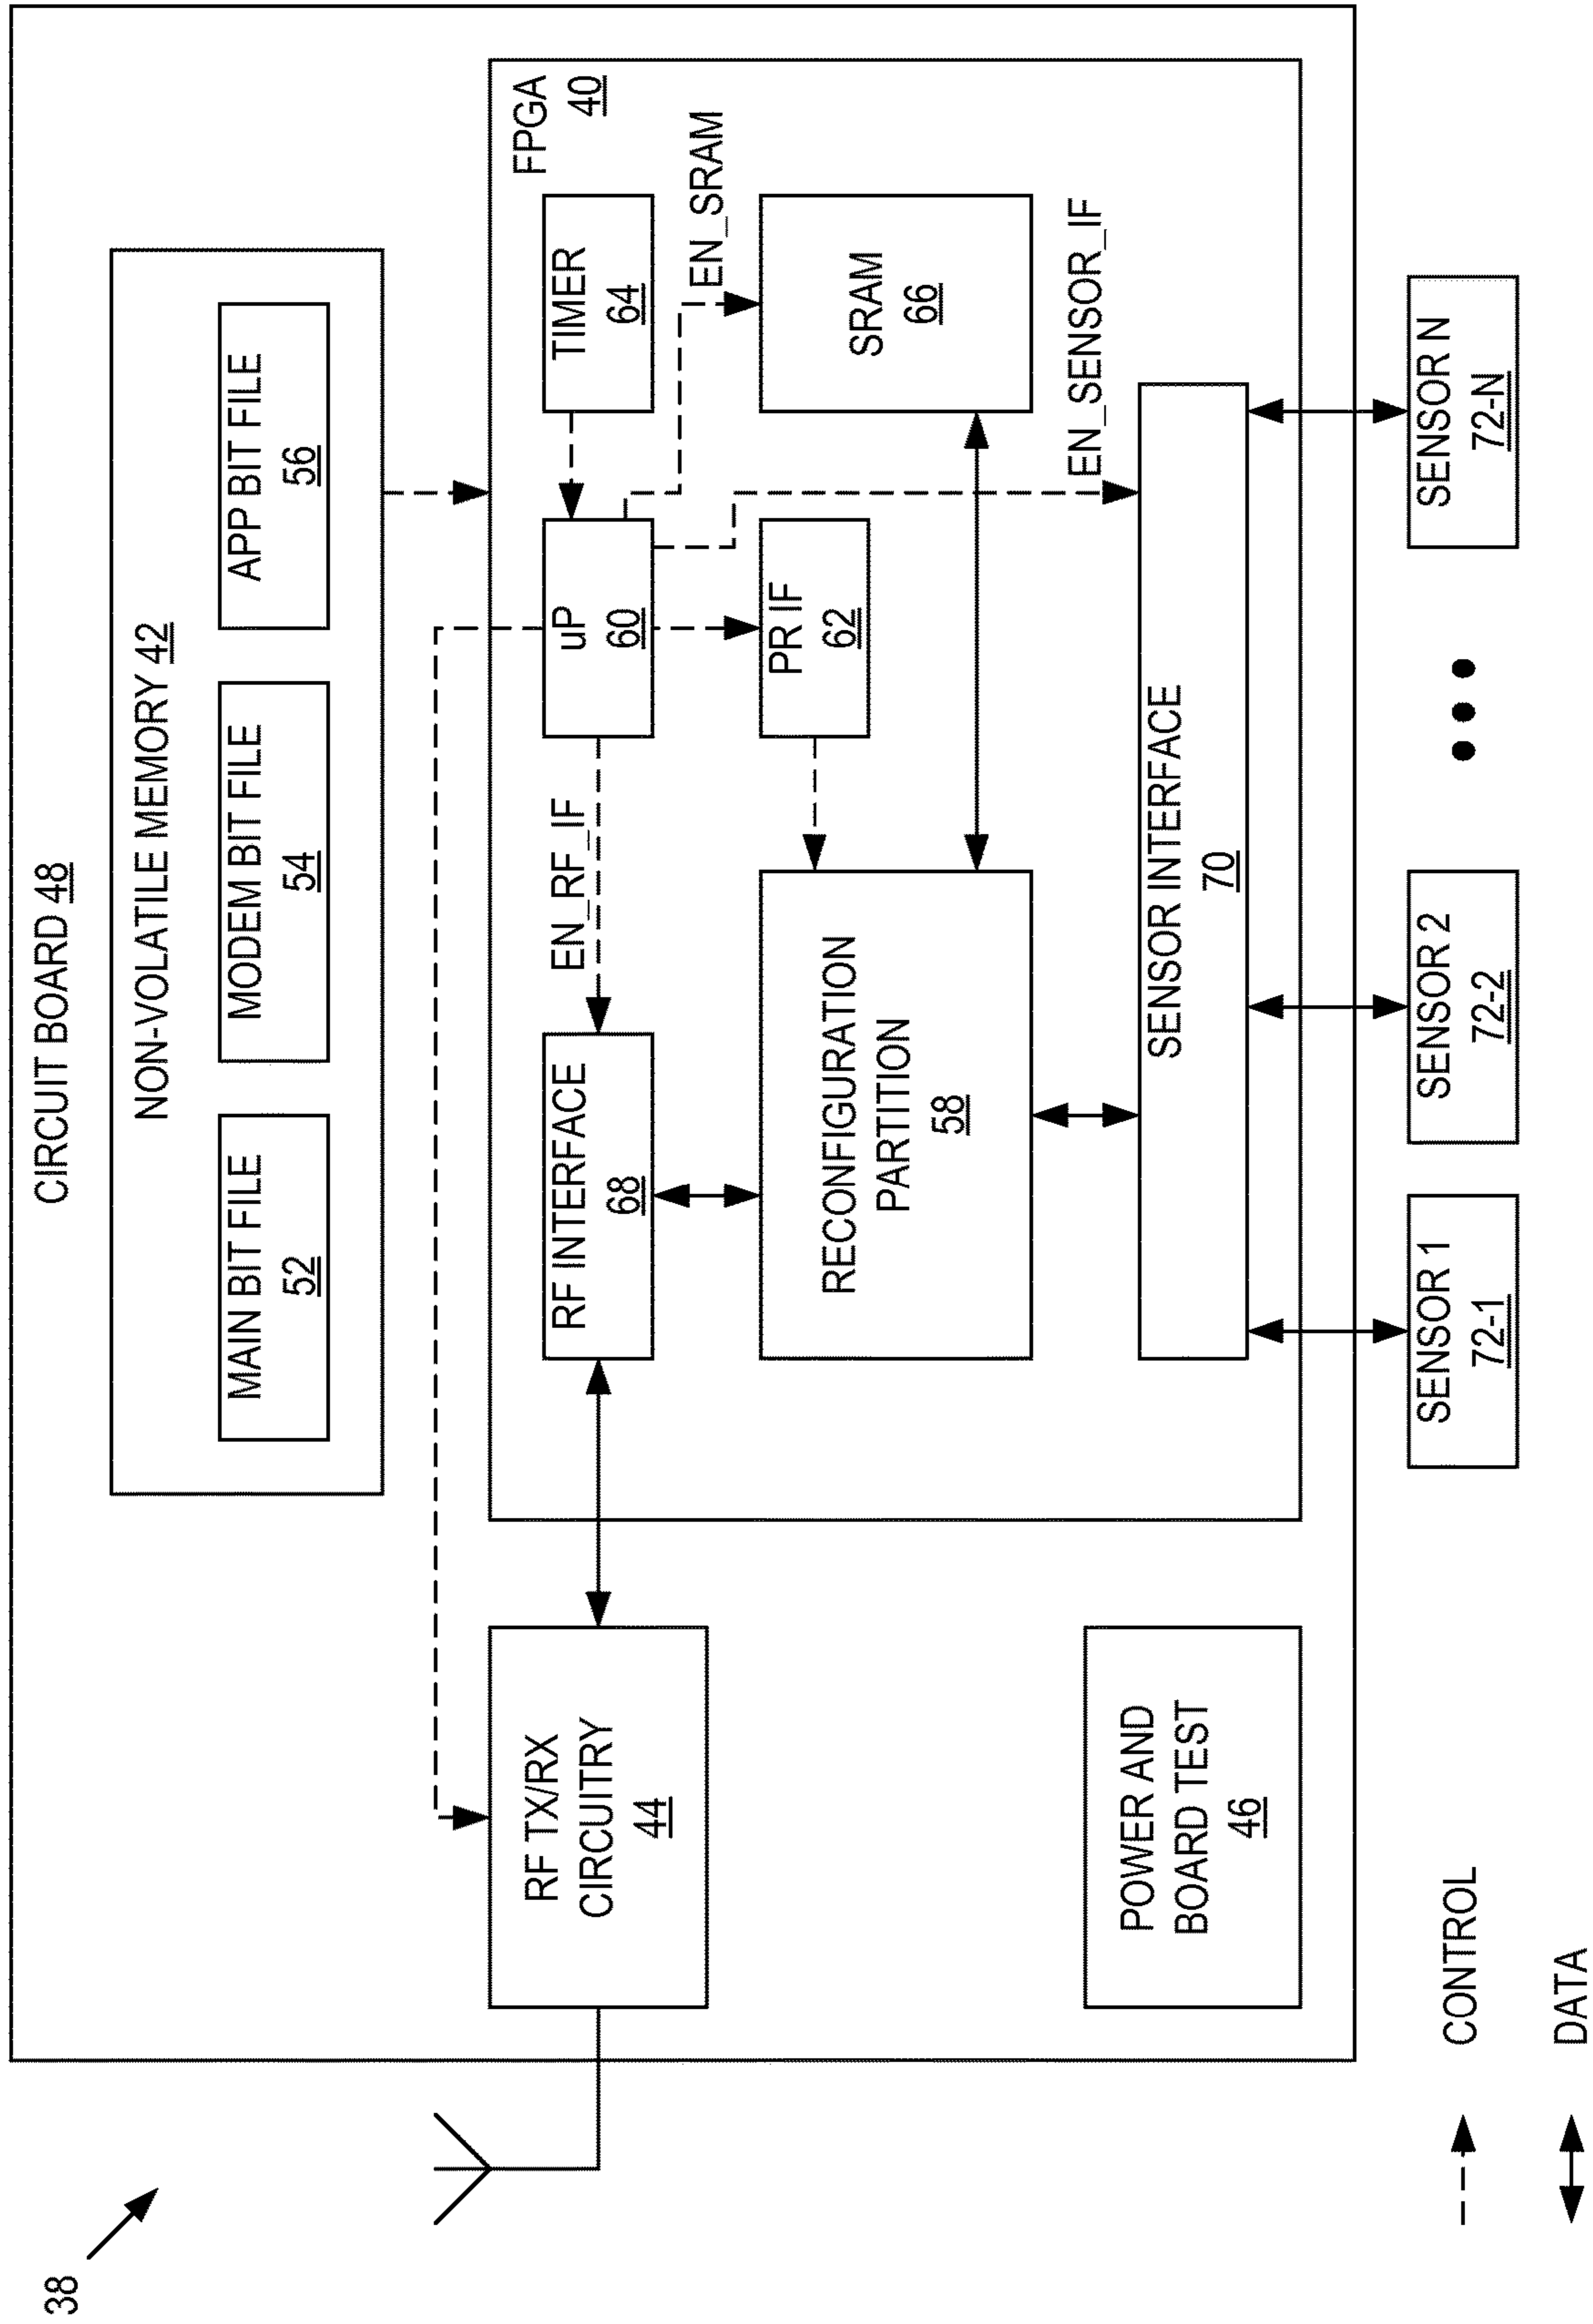 38
CIRCUIT BOARD 48
NON-VOLATILE MEMORY 42
MAIN BIT FILE
52
MODEM BIT FILE
54
APP BIT FILE
56
FPGA
40
RF TX/RX
CIRCUITRY
44
RF INTERFACE
68
EN_RF_IF
uP
60
TIMER
64
EN_SRAM
PR IF
62
SRAM
66
RECONFIGURATION
PARTITION
58
EN_SENSOR_IF
SENSOR INTERFACE
70
POWER AND
BOARD TEST
46
SENSOR 1
72-1
SENSOR 2
72-2
SENSOR N
72-N
CONTROL
DATA